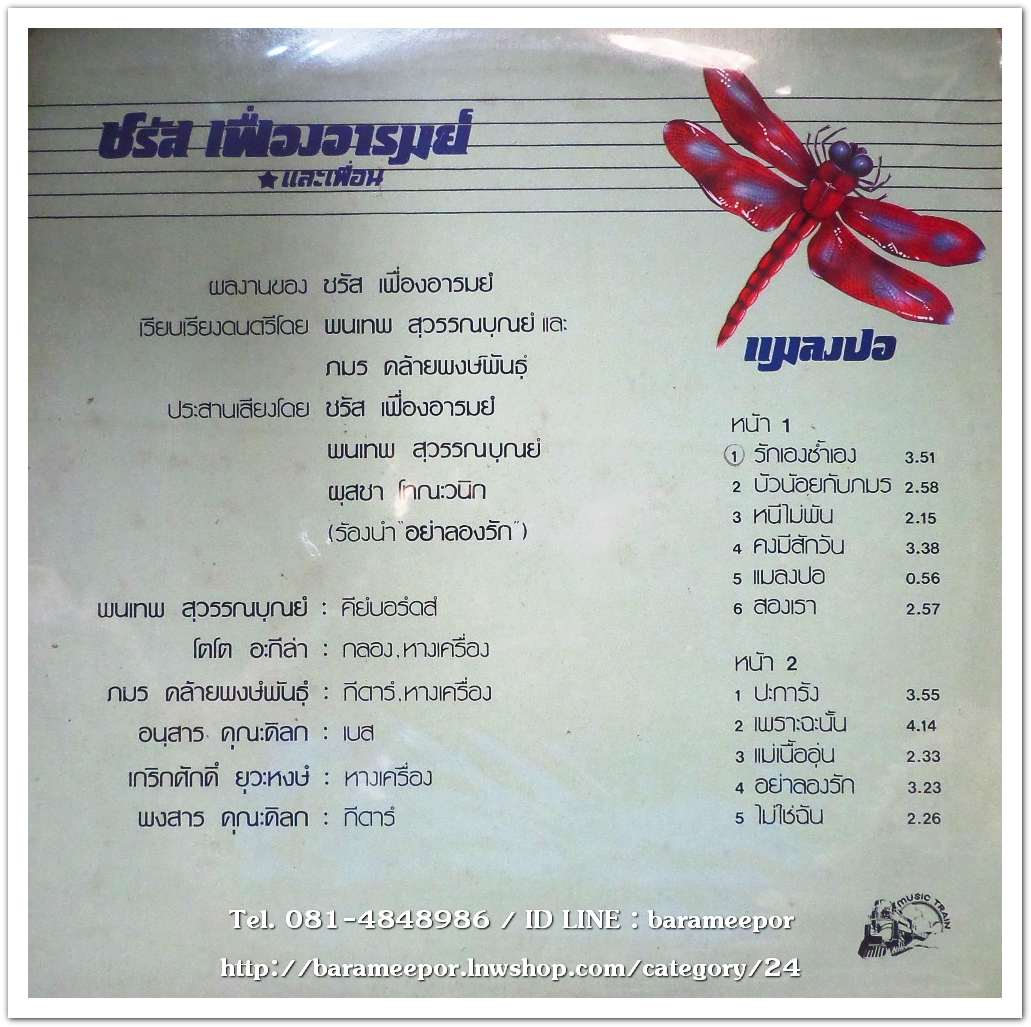 ชรัส เฟื่องอารมย์
★และเพื่อน
ผลงานของ ชรัส เฟื่องอารมย์
เรียบเรียงดนตรีโดย พนเทพ สุวรรณบุณย์ และ
ภมร คล้ายพงษ์พันธุ์
ประสานเสียงโดย ชรัส เฟื่องอารมย์
พนเทพ สุวรรณบุณย์
ผุสชา โทณะวนิก
(ร้องนำ "อย่าลองรัก")
พนเทพ สุวรรณบุณย์ : คีย์บอร์ดส์
โตโต อะกีล่า : กลอง,หางเครื่อง
ภมร คล้ายพงษ์พันธุ์ : กีตาร์,หางเครื่อง
อนุสาร คุณะดิลก : เบส
เกริกศักดิ์ ยุวะหงษ์ : หางเครื่อง
พงสาร คุณะดิลก : กีตาร์
แมลงปอ
หน้า 1
1 รักเองช้ำเอง 3.51
2 บัวน้อยกับภมร 2.58
3 หนีไม่พ้น 2.15
4 คงมีสักวัน 3.38
5 แมลงปอ 0.56
6 สองเรา 2.57
หน้า 2
1 ปะการัง 3.55
2 เพราะฉะนั้น 4.14
3 แม่เนื้ออุ่น 2.33
4 อย่าลองรัก 3.23
5 ไม่ใช่ฉัน 2.26
MUSIC TRAIN
Tel. 081-4848986 / ID LINE : barameepor
http://barameepor.lnwshop.com/category/24